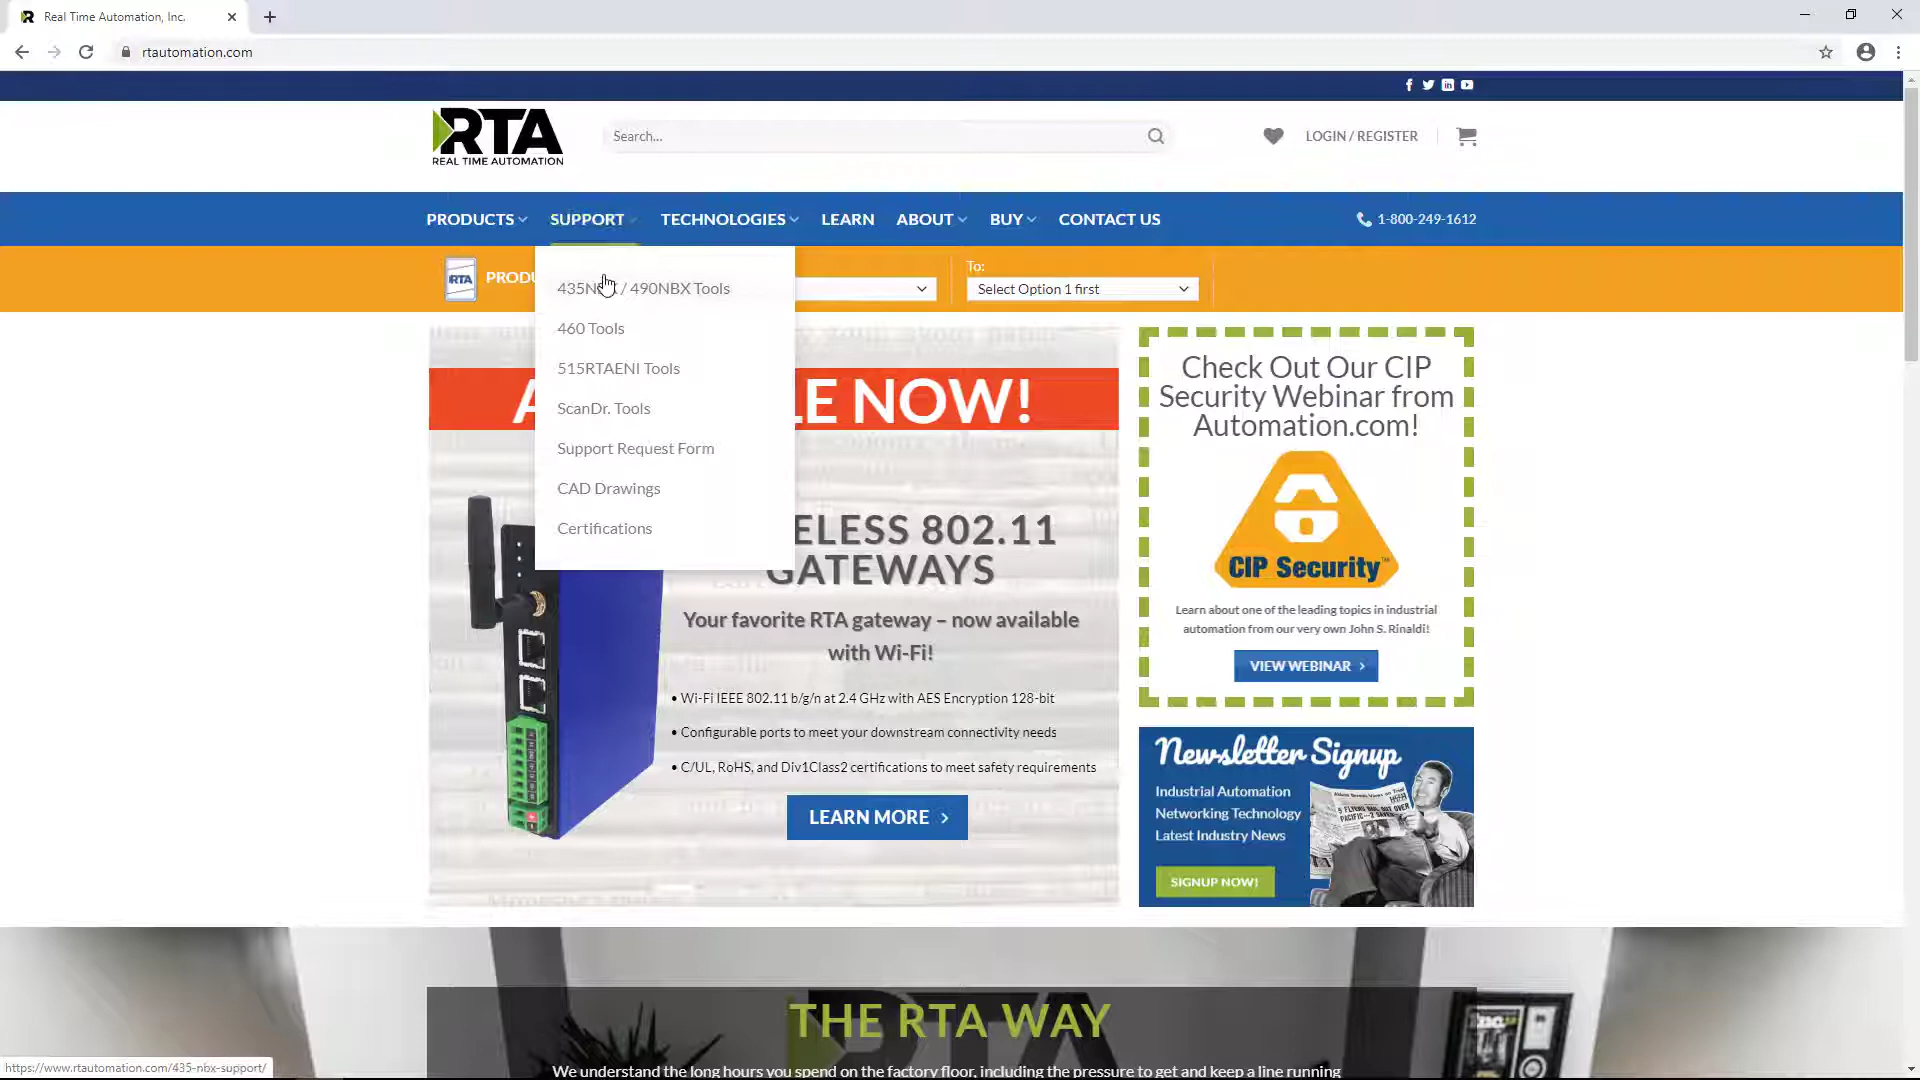 Real Time Automation, Inc.
rtautomation.com
RTA
REAL TIME AUTOMATION
Search...
LOGIN / REGISTER
PRODUCTS
SUPPORT
TECHNOLOGIES
LEARN
ABOUT
BUY
CONTACT US
1-800-249-1612
RTA
PRODU
To:
Select Option 1 first
435NBX / 490NBX Tools
460 Tools
515RTAENI Tools
ScanDr. Tools
Support Request Form
CAD Drawings
Certifications
A
LE NOW!
ELESS 802.11
GATEWAYS
Your favorite RTA gateway – now available
with Wi-Fi!
• Wi-Fi IEEE 802.11 b/g/n at 2.4 GHz with AES Encryption 128-bit
• Configurable ports to meet your downstream connectivity needs
• C/UL, RoHS, and Div1Class2 certifications to meet safety requirements
LEARN MORE
Check Out Our CIP
Security Webinar from
Automation.com!
CIP Security™
Learn about one of the leading topics in industrial
automation from our very own John S. Rinaldi!
VIEW WEBINAR
Newsletter Signup
Industrial Automation
Networking Technology
Latest Industry News
SIGNUP NOW!
THE RTA WAY
We understand the long hours you spend on the factory floor, including the pressure to get and keep a line running
https://www.rtautomation.com/435-nbx-support/